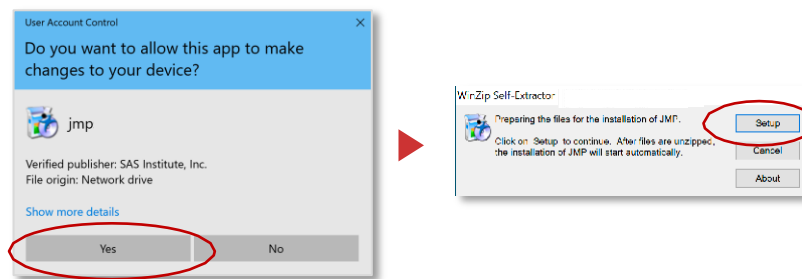 User Account Control
Do you want to allow this app to make
changes to your device?
jmp
Verified publisher: SAS Institute, Inc.
File origin: Network drive
Show more details
Yes No
WinZip Self-Extractor
Preparing the files for the installation of JMP.
Click on Setup to continue. After files are unzipped,
the installation of JMP will start automatically.
Setup
Cancel
About